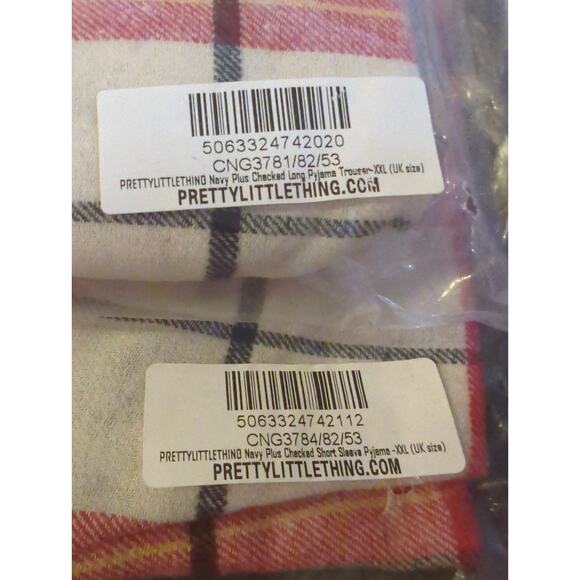 5063324742020
CNG3781/82/53
PRETTYLITTLETHING Navy Plus Checked Long Pyjama Trouser-XXL (UK size)
PRETTYLITTLETHING.COM
5063324742112
CNG3784/82/53
PRETTYLITTLETHING Navy Plus Checked Short Sleeve Pyjama -XXL (UK size)
PRETTYLITTLETHING.COM